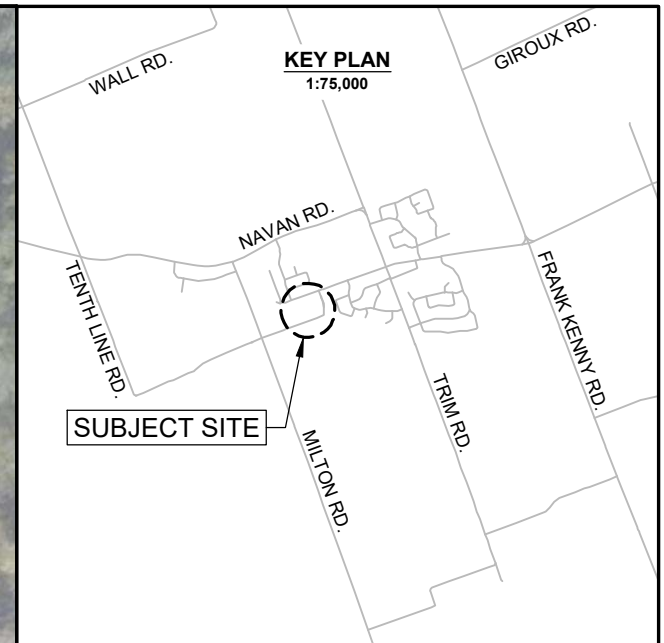 KEY PLAN
1:75,000
WALL RD.
GIROUX RD.
NAVAN RD.
TENTH LINE RD.
FRANK KENNY RD.
SUBJECT SITE
TRIM RD.
MILTON RD.